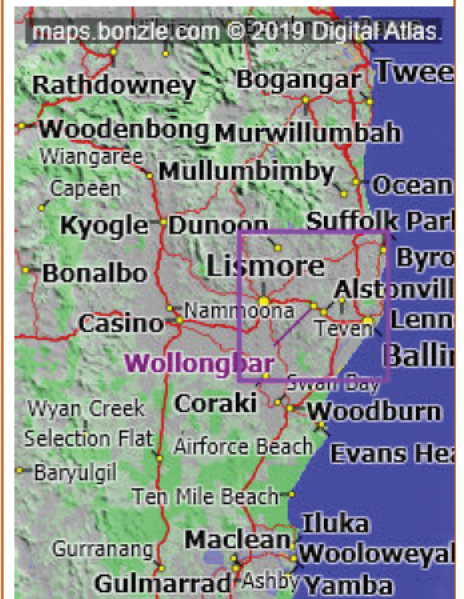 maps.bonzle.com © 2019 Digital Atlas.
Rathdowney
Bogangar
Twee
Woodenbong
Murwillumbah
Wiangaree
Mullumbimby
Capeen
Ocean
Kyogle
Dunoon
Suffolk Parl
Byro
Bonalbo
Lismore
Alstonvill
Nammoona
Casino
Teven
Lenn
Ballin
Wollongbar
Swan Bay
Coraki
Wyan Creek
Woodburn
Selection Flat
Airforce Beach
Evans Hea
Baryulgil
Ten Mile Beach
Iluka
Maclean
Gurranang
Wooloweyal
Gulmarrad
Ashby
Yamba